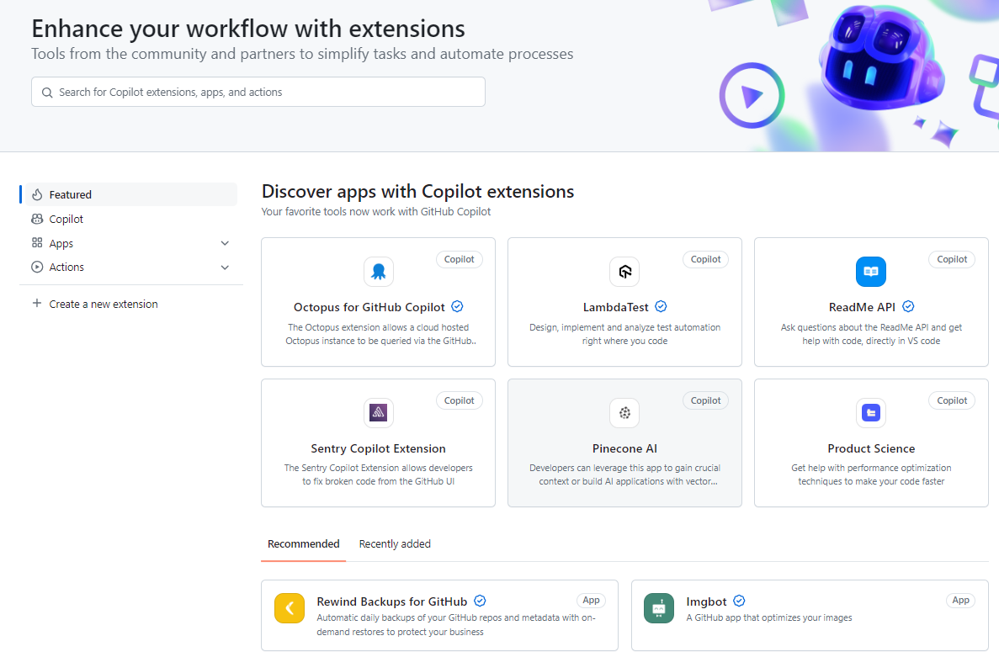 Enhance your workflow with extensions
Tools from the community and partners to simplify tasks and automate processes
Search for Copilot extensions, apps, and actions
Featured
Copilot
Apps
Actions
Create a new extension
Discover apps with Copilot extensions
Your favorite tools now work with GitHub Copilot
Copilot
Octopus for GitHub Copilot
The Octopus extension allows a cloud hosted
Octopus instance to be queried via the GitHub..
Copilot
LambdaTest
Design, implement and analyze test automation
right where you code
Copilot
ReadMe API
Ask questions about the ReadMe API and get
help with code, directly in VS code
Copilot
Sentry Copilot Extension
The Sentry Copilot Extension allows developers
to fix broken code from the GitHub UI
Copilot
Pinecone AI
Developers can leverage this app to gain crucial
context or build AI applications with vector...
Copilot
Product Science
Get help with performance optimization
techniques to make your code faster
Recommended
Recently added
Rewind Backups for GitHub
App
Automatic daily backups of your GitHub repos and metadata with on-
demand restores to protect your business
Imgbot
App
A GitHub app that optimizes your images